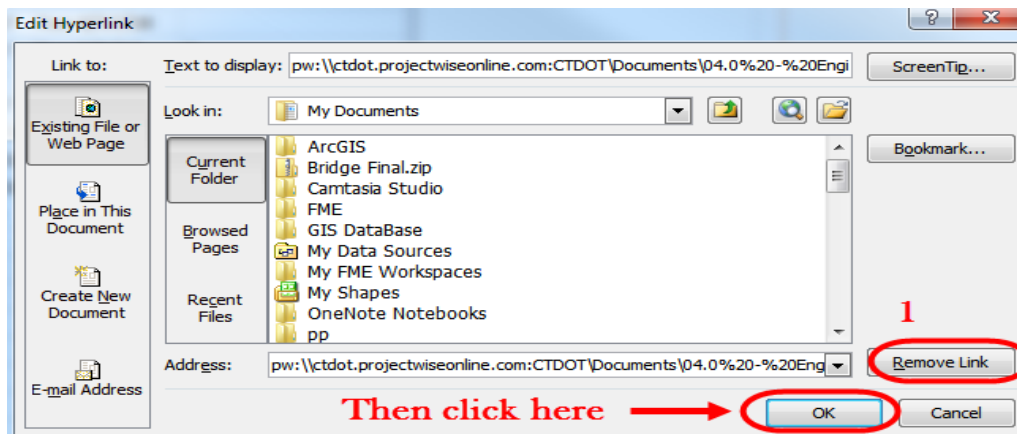 Edit Hyperlink
Link to:
Text to display: pw:\\ctdot.projectwiseonline.com:CTDOT\Documents\04.0%20-%20Engi
ScreenTip...
Existing File or
Web Page
Look in: My Documents
Current
Folder
ArcGIS
Bridge Final.zip
Camtasia Studio
FME
GIS DataBase
My Data Sources
My FME Workspaces
My Shapes
OneNote Notebooks
pp
Bookmark...
Place in This
Document
Browsed
Pages
Create New
Document
Recent
Files
1
E-mail Address
Address: pw:\\ctdot.projectwiseonline.com:CTDOT\Documents\04.0%20-%20Eng
Remove Link
Then click here
OK
Cancel